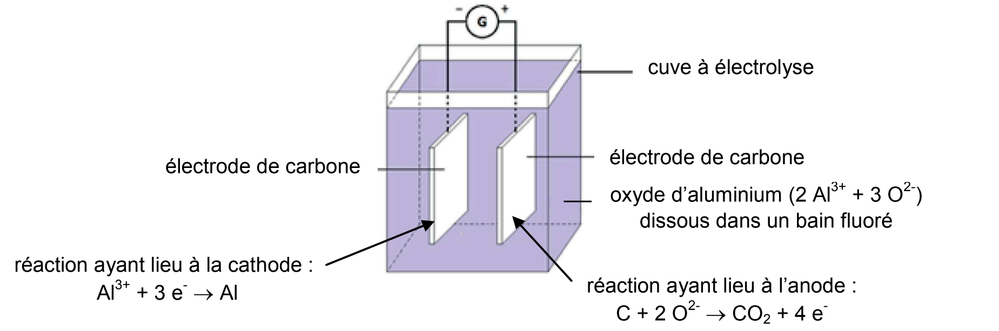 - G +
cuve à électrolyse
électrode de carbone
électrode de carbone
oxyde d’aluminium (2 Al³⁺ + 3 O²⁻)
dissous dans un bain fluoré
réaction ayant lieu à la cathode :
Al³⁺ + 3 e⁻ → Al
réaction ayant lieu à l’anode :
C + 2 O²⁻ → CO₂ + 4 e⁻